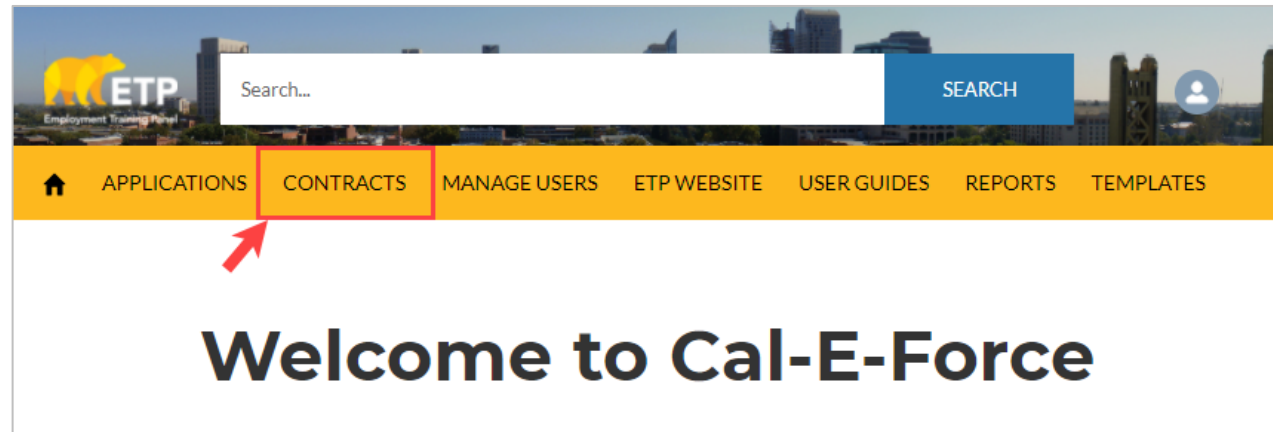 ETP
Employment Training Panel
Search...
SEARCH
APPLICATIONS CONTRACTS MANAGE USERS ETP WEBSITE USER GUIDES REPORTS TEMPLATES
Welcome to Cal-E-Force